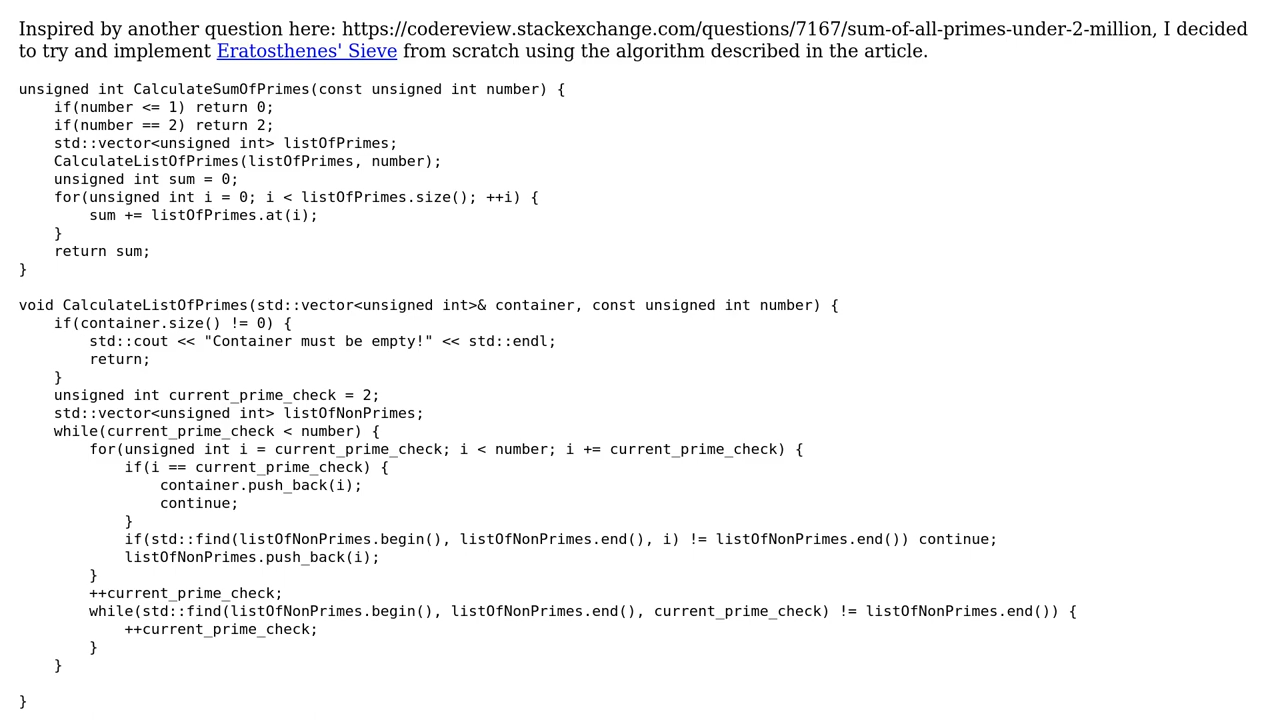 Inspired by another question here: https://codereview.stackexchange.com/questions/7167/sum-of-all-primes-under-2-million, I decided
to try and implement Eratosthenes' Sieve from scratch using the algorithm described in the article.
unsigned int CalculateSumOfPrimes(const unsigned int number) {
    if(number <= 1) return 0;
    if(number == 2) return 2;
    std::vector<unsigned int> listOfPrimes;
    CalculateListOfPrimes(listOfPrimes, number);
    unsigned int sum = 0;
    for(unsigned int i = 0; i < listOfPrimes.size(); ++i) {
        sum += listOfPrimes.at(i);
    }
    return sum;
}
void CalculateListOfPrimes(std::vector<unsigned int>& container, const unsigned int number) {
    if(container.size() != 0) {
        std::cout << "Container must be empty!" << std::endl;
        return;
    }
    unsigned int current_prime_check = 2;
    std::vector<unsigned int> listOfNonPrimes;
    while(current_prime_check < number) {
        for(unsigned int i = current_prime_check; i < number; i += current_prime_check) {
            if(i == current_prime_check) {
                container.push_back(i);
                continue;
            }
            if(std::find(listOfNonPrimes.begin(), listOfNonPrimes.end(), i) != listOfNonPrimes.end()) continue;
            listOfNonPrimes.push_back(i);
        }
        ++current_prime_check;
        while(std::find(listOfNonPrimes.begin(), listOfNonPrimes.end(), current_prime_check) != listOfNonPrimes.end()) {
            ++current_prime_check;
        }
    }
}